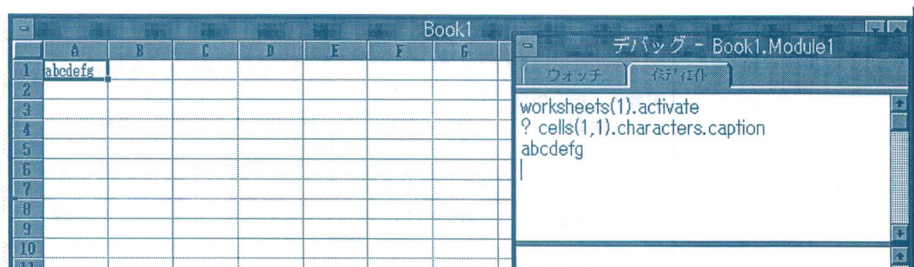 Book1
A B C D E F G
1 abcdefg
2
3
4
5
6
7
8
9
10
11
デバッグ - Book1.Module1
ウォッチ イミディエイト
worksheets(1).activate
? cells(1,1).characters.caption
abcdefg